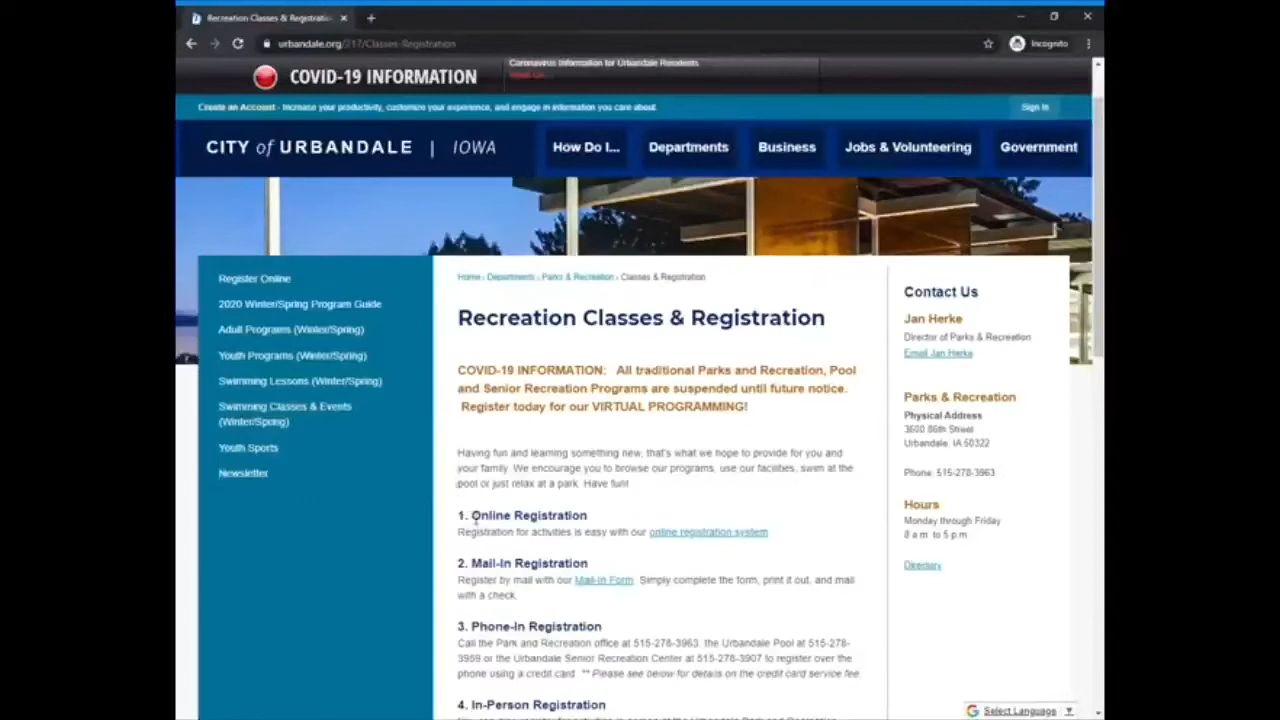 Recreation Classes & Registratio
urbandale.org/217/Classes-Registration
Incognito
COVID-19 INFORMATION
Coronavirus Information for Urbandale Residents
Create an Account - Increase your productivity, customize your experience, and engage in information you care about
Sign In
CITY of URBANDALE | IOWA
How Do I...
Departments
Business
Jobs & Volunteering
Government
Register Online
2020 Winter/Spring Program Guide
Adult Programs (Winter/Spring)
Youth Programs (Winter/Spring)
Swimming Lessons (Winter/Spring)
Swimming Classes & Events
(Winter/Spring)
Youth Sports
Newsletter
Home › Departments › Parks & Recreation › Classes & Registration
Recreation Classes & Registration
COVID-19 INFORMATION: All traditional Parks and Recreation, Pool
and Senior Recreation Programs are suspended until future notice.
Register today for our VIRTUAL PROGRAMMING!
Having fun and learning something new, that's what we hope to provide for you and
your family. We encourage you to browse our programs, use our facilities, swim at the
pool or just relax at a park. Have fun!
1. Online Registration
Registration for activities is easy with our online registration system
2. Mail-In Registration
Register by mail with our Mail-In Form. Simply complete the form, print it out, and mail
with a check.
3. Phone-In Registration
Call the Park and Recreation office at 515-278-3963, the Urbandale Pool at 515-278-
3959 or the Urbandale Senior Recreation Center at 515-278-3907 to register over the
phone using a credit card. ** Please see below for details on the credit card service fee.
4. In-Person Registration
Contact Us
Jan Herke
Director of Parks & Recreation
Email Jan Herke
Parks & Recreation
Physical Address
3600 86th Street
Urbandale, IA 50322
Phone: 515-278-3963
Hours
Monday through Friday
8 a.m. to 5 p.m.
Directory
Select Language